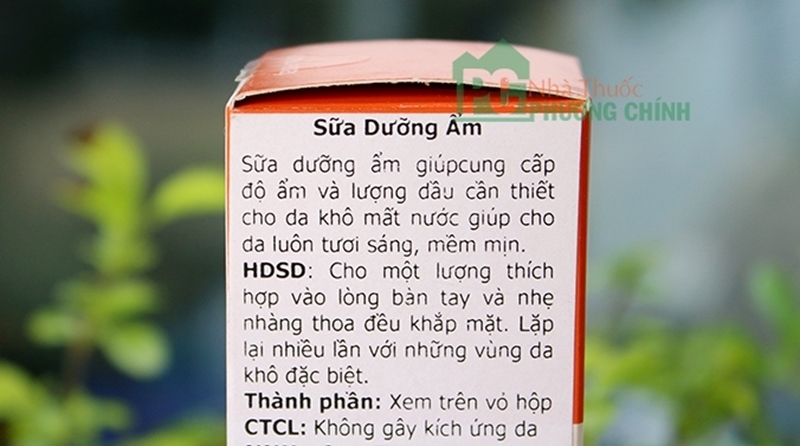 Nhà Thuốc
PHƯƠNG CHÍNH
Sữa Dưỡng Ẩm
Sữa dưỡng ẩm giúpcung cấp
độ ẩm và lượng dầu cần thiết
cho da khô mất nước giúp cho
da luôn tươi sáng, mềm mịn.
HDSD: Cho một lượng thích
hợp vào lòng bàn tay và nhẹ
nhàng thoa đều khắp mặt. Lặp
lại nhiều lần với những vùng da
khô đặc biệt.
Thành phần: Xem trên vỏ hộp
CTCL: Không gây kích ứng da